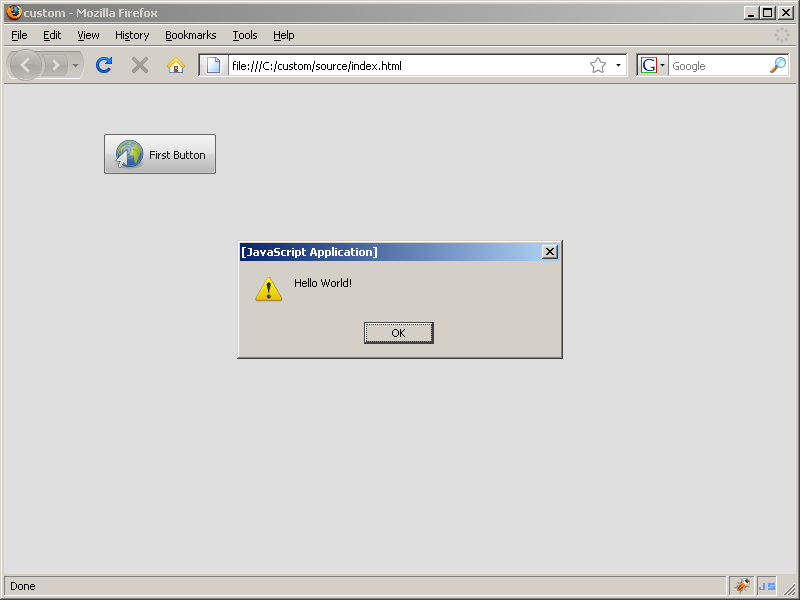 custom - Mozilla Firefox
File Edit View History Bookmarks Tools Help
file:///C:/custom/source/index.html
G Google
First Button
[JavaScript Application]
Hello World!
OK
Done
JS